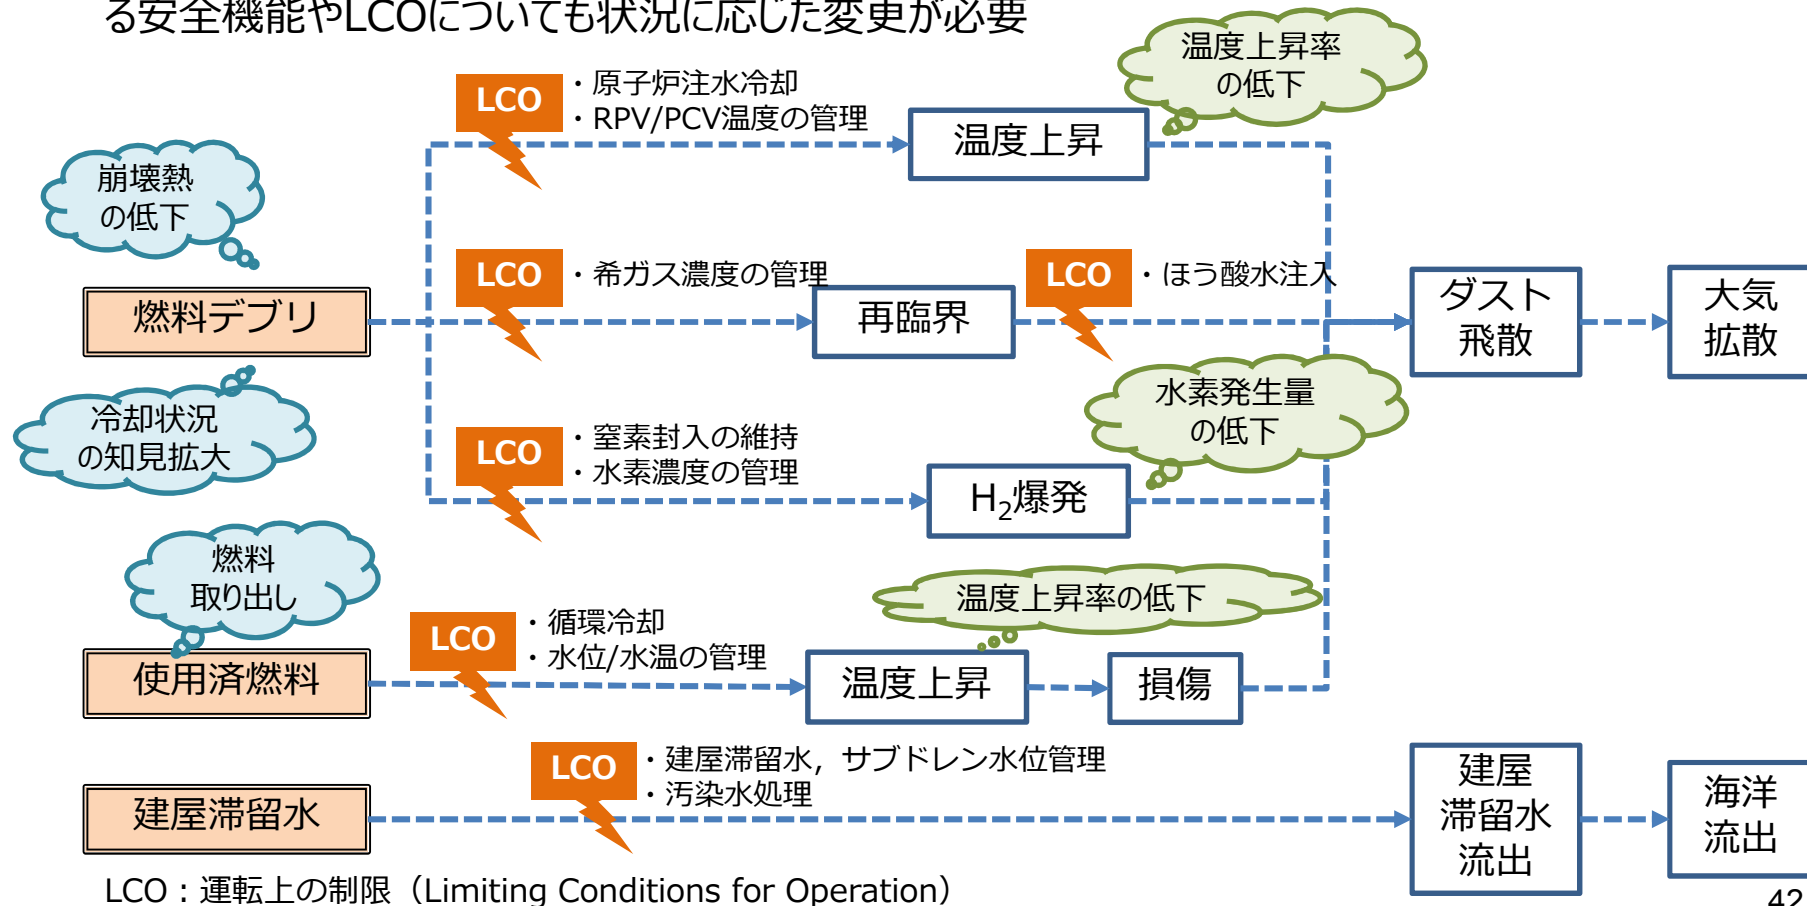 る安全機能やLCOについても状況に応じた変更が必要
温度上昇率
の低下
LCO
・原子炉注水冷却
・RPV/PCV温度の管理
温度上昇
崩壊熱
の低下
LCO
・希ガス濃度の管理
LCO
・ほう酸水注入
燃料デブリ
再臨界
ダスト
飛散
大気
拡散
冷却状況
の知見拡大
水素発生量
の低下
LCO
・窒素封入の維持
・水素濃度の管理
H₂爆発
燃料
取り出し
温度上昇率の低下
LCO
・循環冷却
・水位/水温の管理
使用済燃料
温度上昇
損傷
LCO
・建屋滞留水，サブドレン水位管理
・汚染水処理
建屋滞留水
建屋
滞留水
流出
海洋
流出
LCO：運転上の制限（Limiting Conditions for Operation）
42